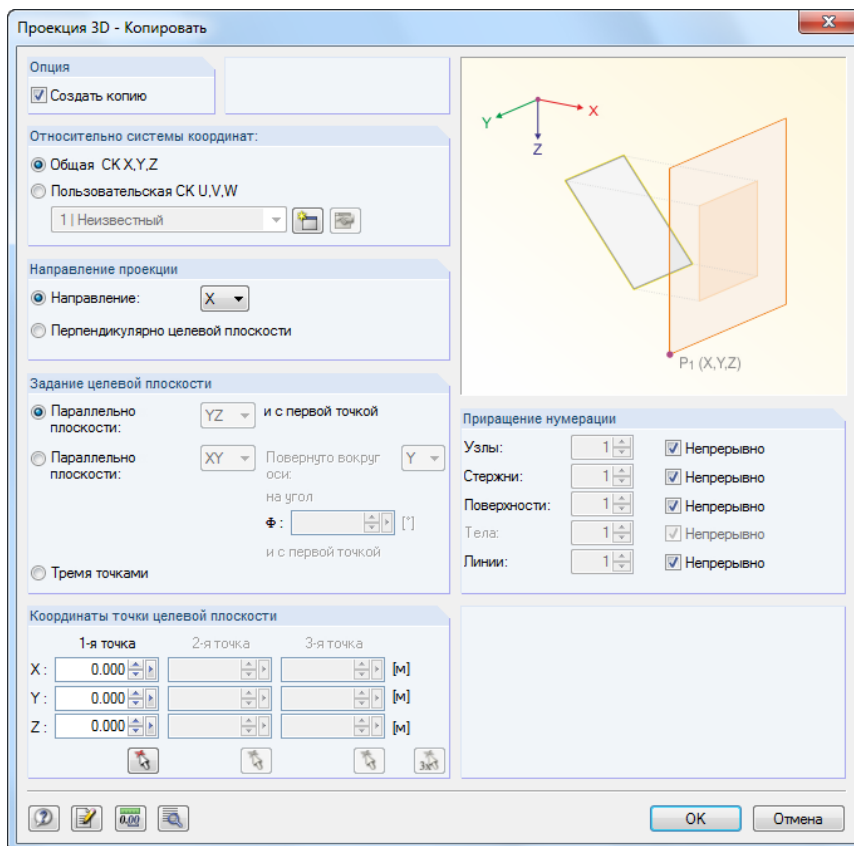 Проекция 3D - Копировать
Опция
Создать копию
Относительно системы координат:
Общая СК X,Y,Z
Пользовательская СК U,V,W
1 | Неизвестный
Направление проекции
Направление: X
Перпендикулярно целевой плоскости
Задание целевой плоскости
Параллельно плоскости: YZ и с первой точкой
Параллельно плоскости: XY Повернуто вокруг оси: Y
на угол
Φ : [°]
и с первой точкой
Тремя точками
Координаты точки целевой плоскости
1-я точка 2-я точка 3-я точка
X : 0.000 [м]
Y : 0.000 [м]
Z : 0.000 [м]
3x
0.00
Y X
Z
P1 (X,Y,Z)
Приращение нумерации
Узлы: 1 Непрерывно
Стержни: 1 Непрерывно
Поверхности: 1 Непрерывно
Тела: 1 Непрерывно
Линии: 1 Непрерывно
OK Отмена